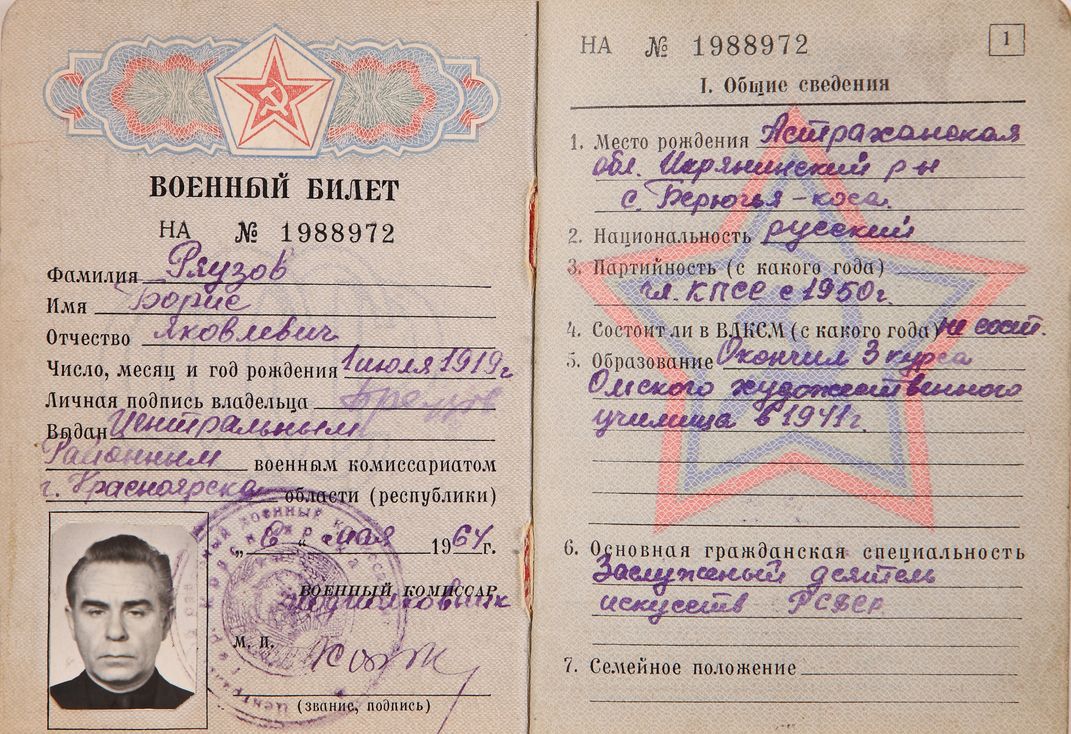 ВОЕННЫЙ БИЛЕТ
НА № 1988972
Фамилия Ряузов
Имя Борис
Отчество Яковлевич
Число, месяц и год рождения 1 июля 1919 г
Личная подпись владельца
Выдан Центральным
Районным военным комиссариатом
г. Красноярска области (республики)
„6“ мая 1964 г.
ВОЕННЫЙ КОМИССАР
подполковник
М. П.
(звание, подпись)
НА № 1988972
1
I. Общие сведения
1. Место рождения Астраханская
обл. Икрянинский р-н
с. Бирючья-коса.
2. Национальность русский
3. Партийность (с какого года)
чл. КПСС с 1950 г.
4. Состоит ли в ВЛКСМ (с какого года) не сост.
5. Образование Окончил 3 курса
Омского художественного
училища в 1941 г.
6. Основная гражданская специальность
Заслуженый деятель
искусств РСФСР
7. Семейное положение